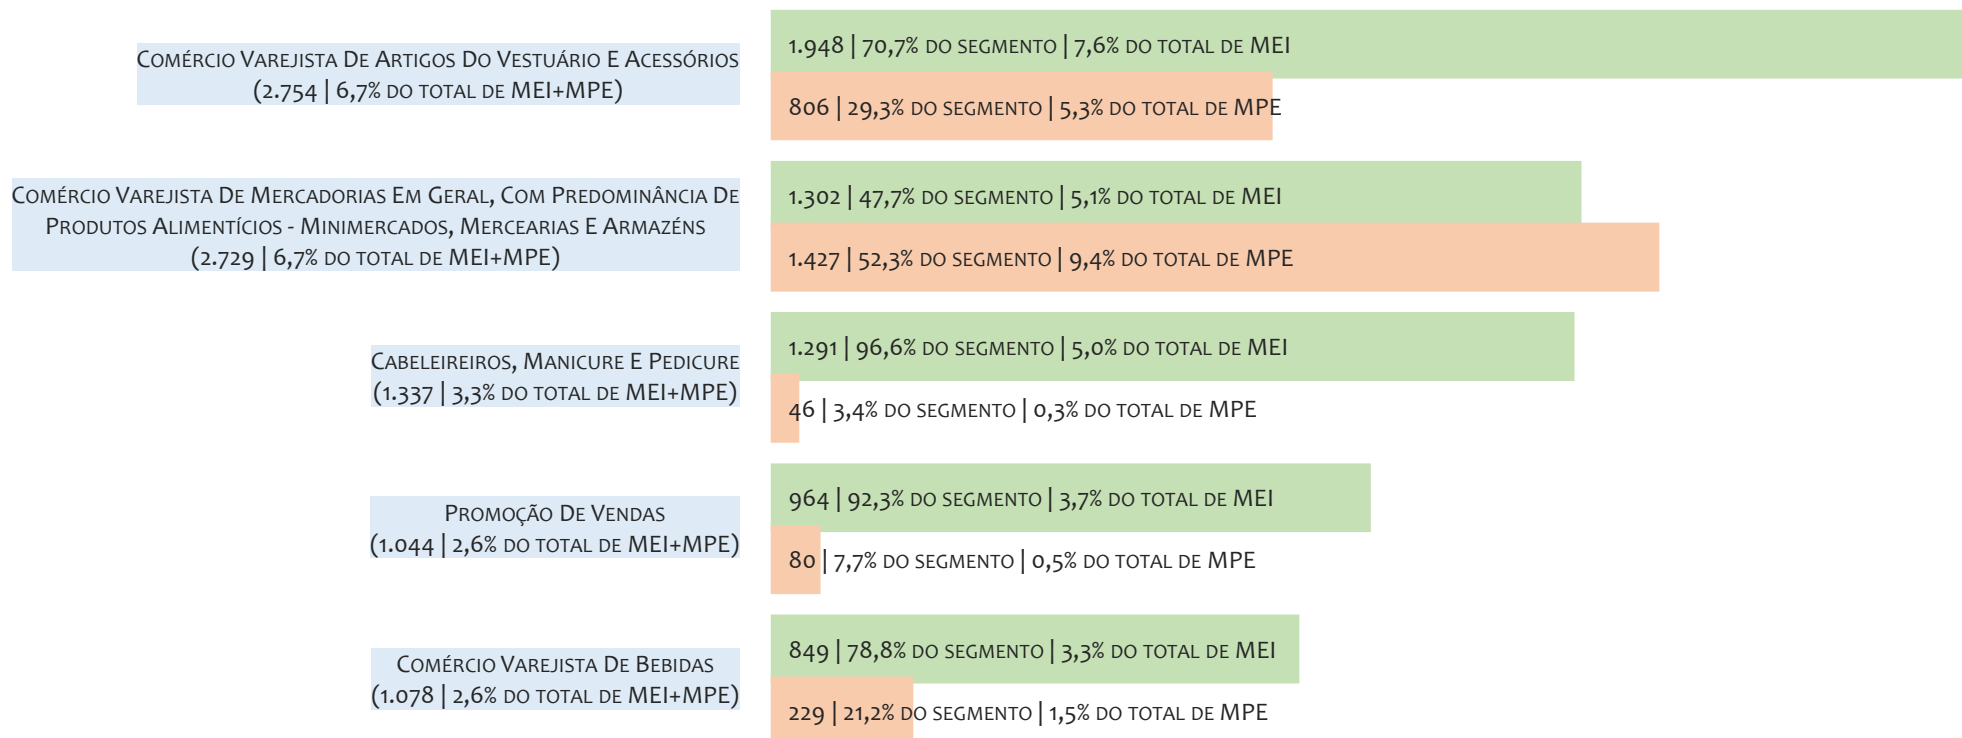 Comércio Varejista De Artigos Do Vestuário E Acessórios
(2.754 | 6,7% do total de MEI+MPE)
1.948 | 70,7% do segmento | 7,6% do total de MEI
806 | 29,3% do segmento | 5,3% do total de MPE
Comércio Varejista De Mercadorias Em Geral, Com Predominância De
Produtos Alimentícios - Minimercados, Mercearias E Armazéns
(2.729 | 6,7% do total de MEI+MPE)
1.302 | 47,7% do segmento | 5,1% do total de MEI
1.427 | 52,3% do segmento | 9,4% do total de MPE
Cabeleireiros, Manicure E Pedicure
(1.337 | 3,3% do total de MEI+MPE)
1.291 | 96,6% do segmento | 5,0% do total de MEI
46 | 3,4% do segmento | 0,3% do total de MPE
Promoção De Vendas
(1.044 | 2,6% do total de MEI+MPE)
964 | 92,3% do segmento | 3,7% do total de MEI
80 | 7,7% do segmento | 0,5% do total de MPE
Comércio Varejista De Bebidas
(1.078 | 2,6% do total de MEI+MPE)
849 | 78,8% do segmento | 3,3% do total de MEI
229 | 21,2% do segmento | 1,5% do total de MPE